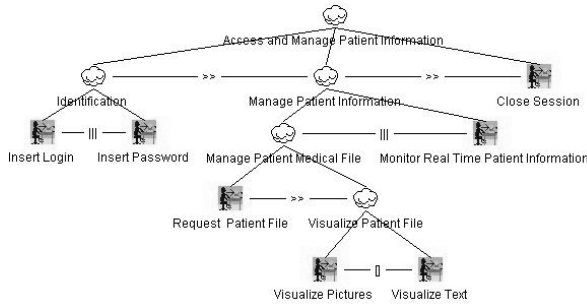 Access and Manage Patient Information
>> >>
Identification Manage Patient Information Close Session
||| |||
Insert Login Insert Password Manage Patient Medical File Monitor Real Time Patient Information
>>
Request Patient File Visualize Patient File
[]
Visualize Pictures Visualize Text